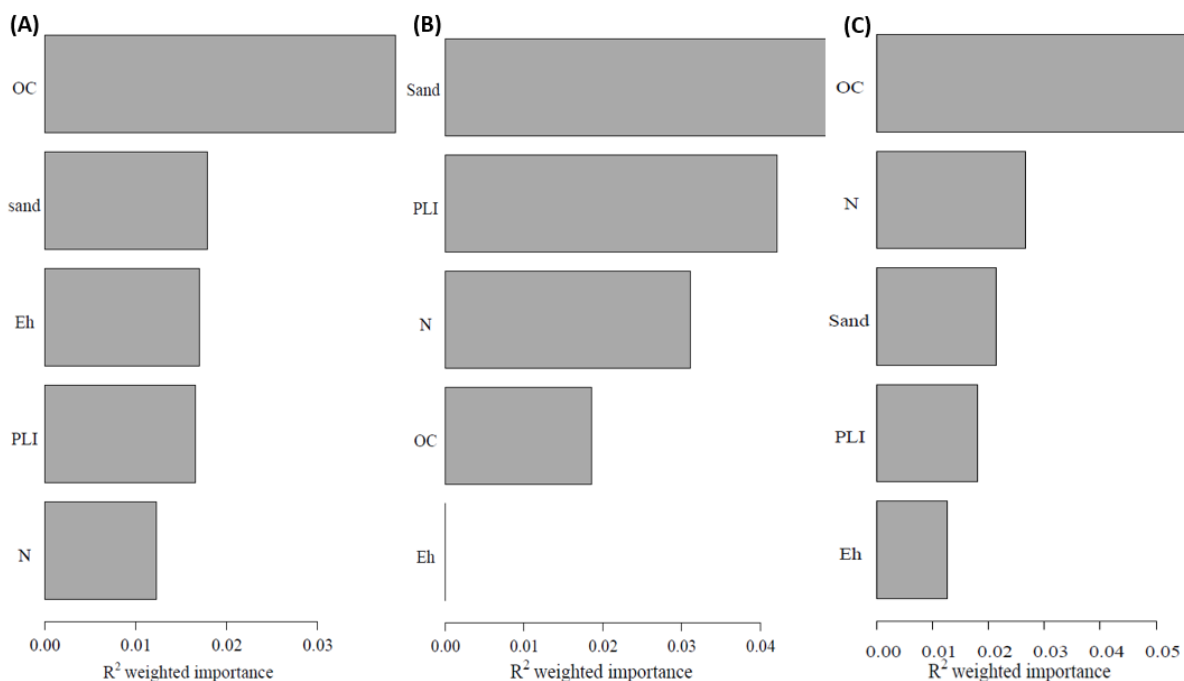 (A)
OC
sand
Eh
PLI
N
0.00 0.01 0.02 0.03
R² weighted importance
(B)
Sand
PLI
N
OC
Eh
0.00 0.01 0.02 0.03 0.04
R² weighted importance
(C)
OC
N
Sand
PLI
Eh
0.00 0.01 0.02 0.03 0.04 0.05
R² weighted importance